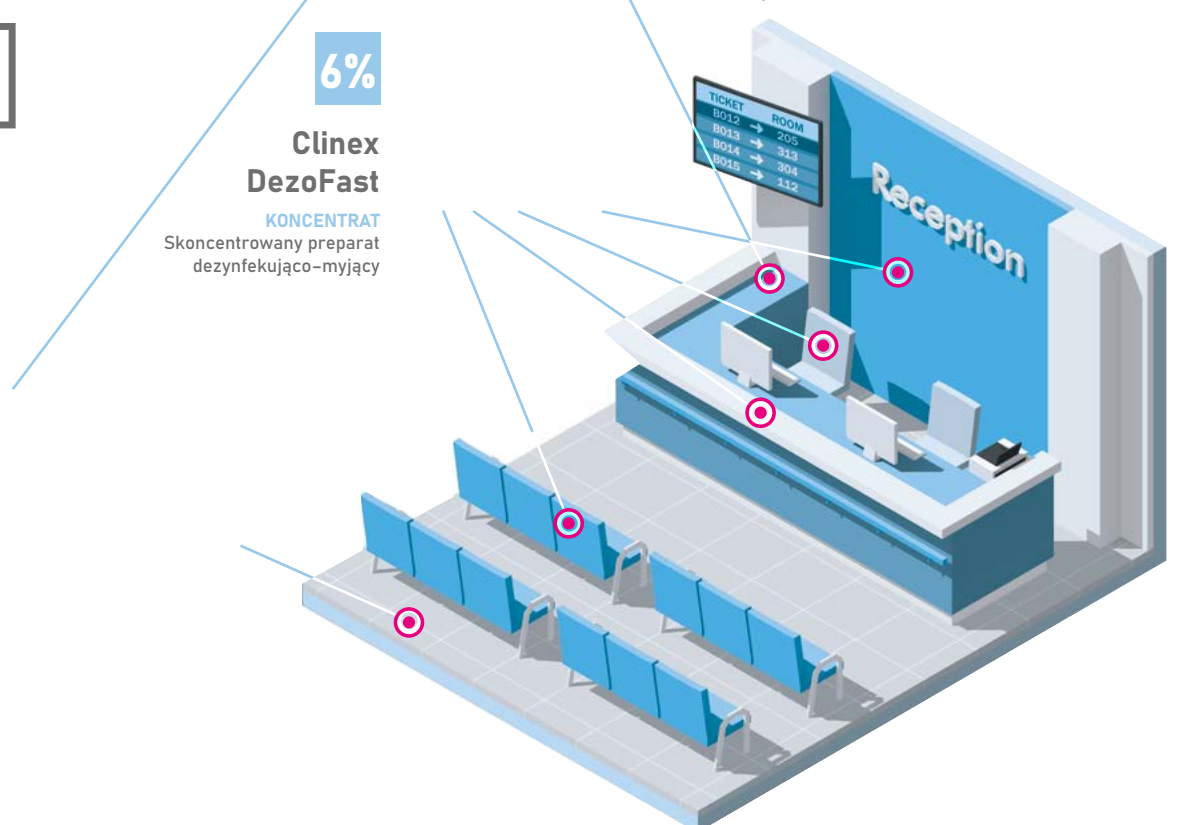 6%
Clinex
DezoFast
KONCENTRAT
Skoncentrowany preparat
dezynfekująco-myjący
TICKET ROOM
B012 → 205
B013 → 313
B014 → 304
B015 → 112
Reception